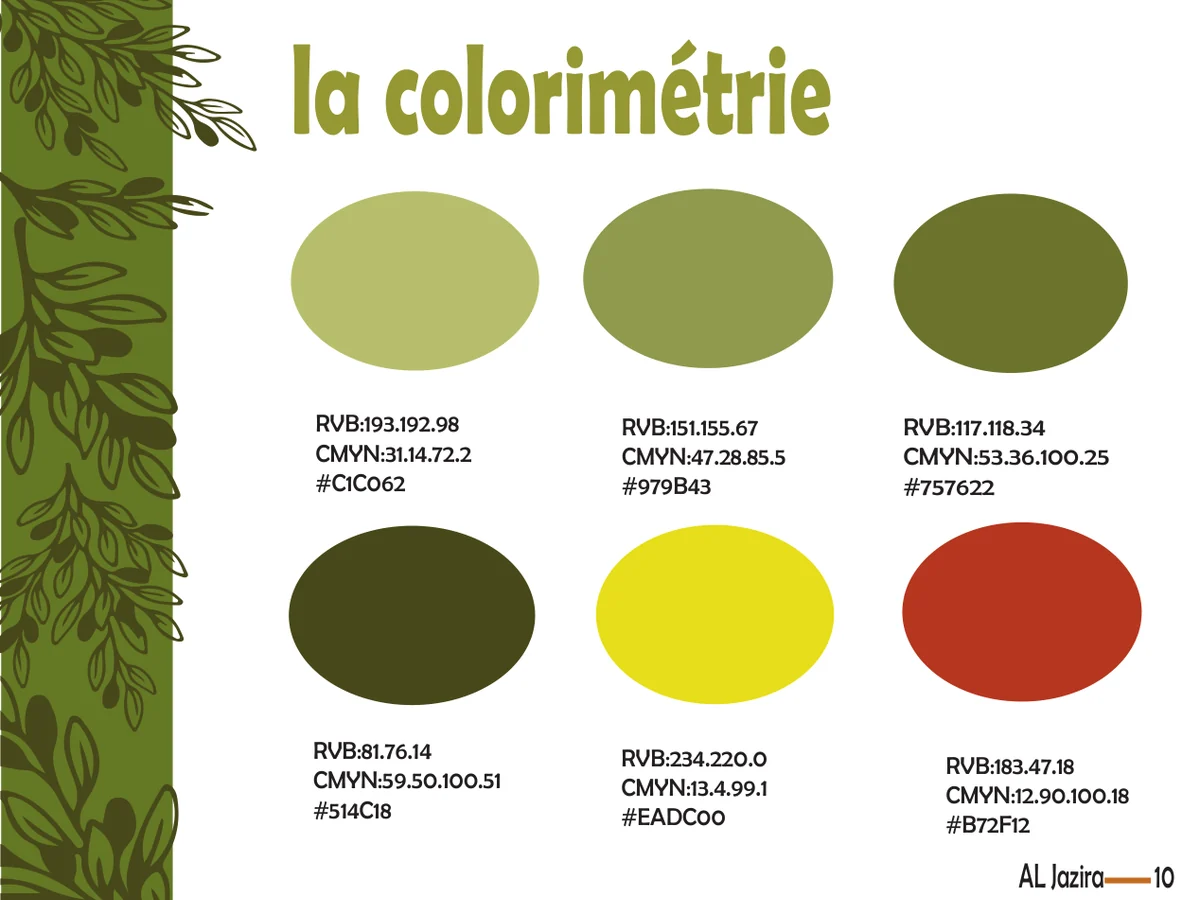 la colorimétrie
RVB:193.192.98
CMYN:31.14.72.2
#C1C062
RVB:151.155.67
CMYN:47.28.85.5
#979B43
RVB:117.118.34
CMYN:53.36.100.25
#757622
RVB:81.76.14
CMYN:59.50.100.51
#514C18
RVB:234.220.0
CMYN:13.4.99.1
#EADC00
RVB:183.47.18
CMYN:12.90.100.18
#B72F12
AL Jazira 10